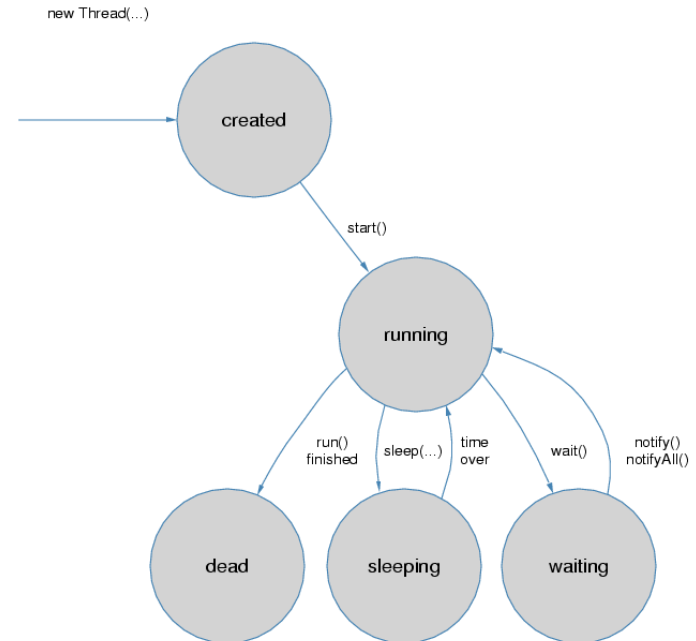 new Thread(...)
created
start()
running
run()
finished
sleep(...)
time
over
wait()
notify()
notifyAll()
dead
sleeping
waiting